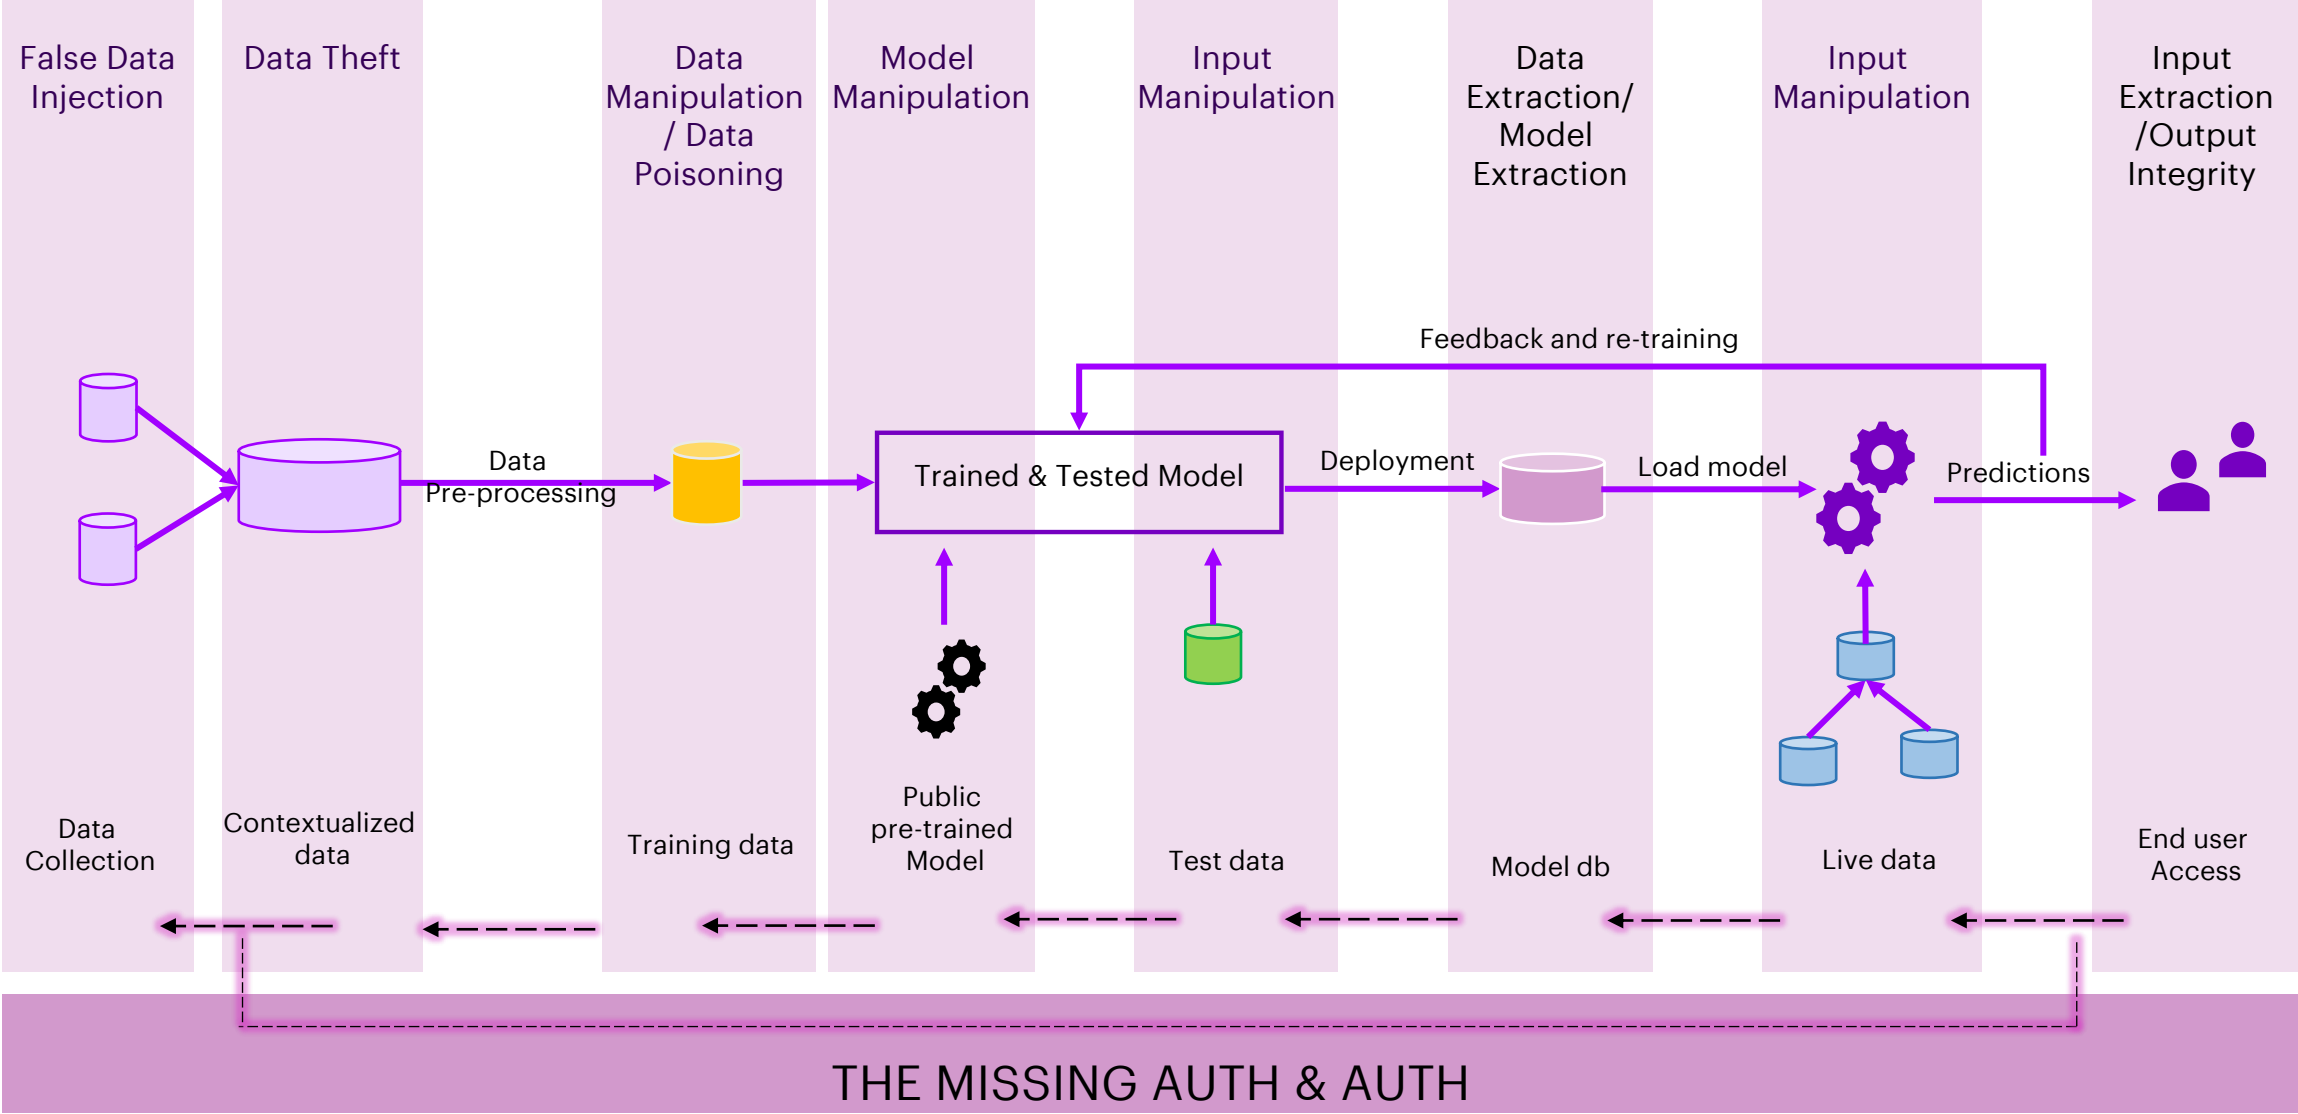 False Data
Injection
Data Theft
Data
Manipulation
/ Data
Poisoning
Model
Manipulation
Input
Manipulation
Data
Extraction/
Model
Extraction
Input
Manipulation
Input
Extraction
/Output
Integrity
Feedback and re-training
Data
Pre-processing
Trained & Tested Model
Deployment
Load model
Predictions
Data
Collection
Contextualized
data
Training data
Public
pre-trained
Model
Test data
Model db
Live data
End user
Access
THE MISSING AUTH & AUTH